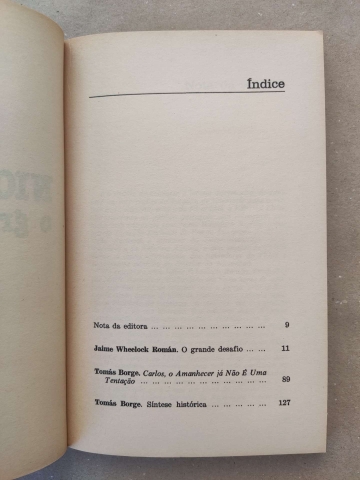 Índice
Nota da editora ... ... ... ... ... ... ... ... ... ... 9
Jaime Wheelock Román. O grande desafio ... ... 11
Tomás Borge. Carlos, o Amanhecer já Não É Uma
Tentação ... ... ... ... ... ... ... ... ... ... ... 89
Tomás Borge. Síntese histórica ... ... ... ... ... 127